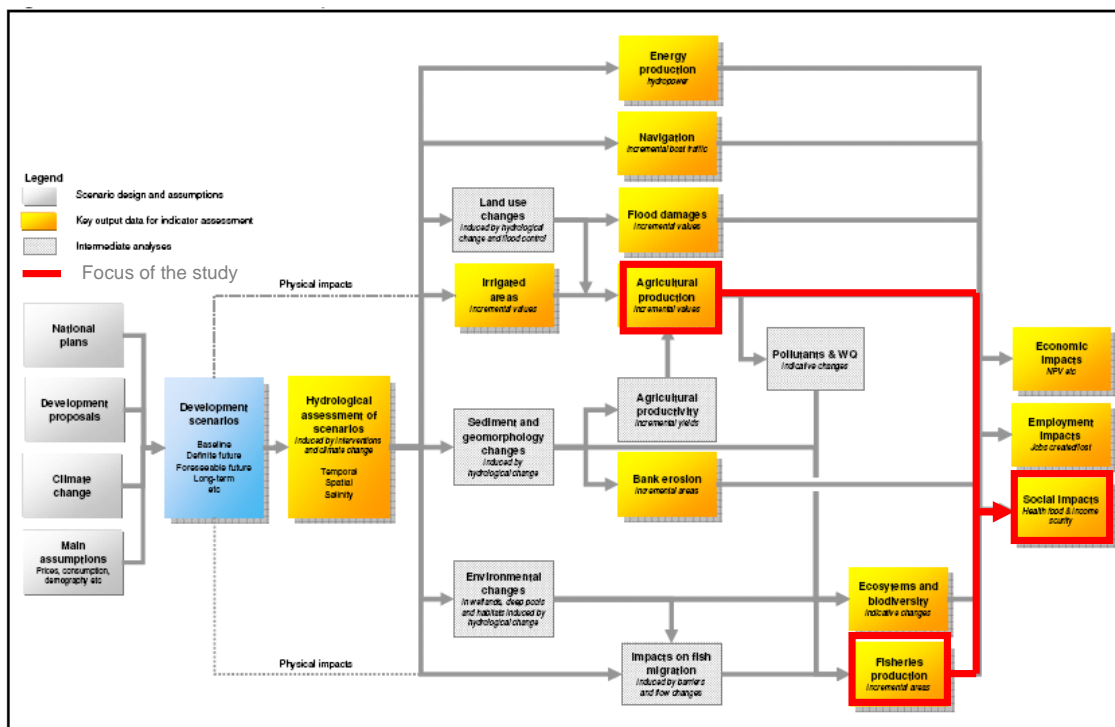 Energy
production
hydropower
Navigation
Incremental boat traffic
Legend
Scenario design and assumptions
Key output data for indicator assessment
Intermediate analyses
Focus of the study
Land use
changes
Induced by hydrological
change and flood control
Flood damages
Incremental values
Physical impacts
Irrigated
areas
Incremental values
Agricultural
production
Incremental values
National
plans
Development
proposals
Climate
change
Main
assumptions
Prices, consumption,
demography etc
Development
scenarios
Baseline
Definite future
Foreseeable future
Long-term
etc
Hydrological
assessment of
scenarios
Induced by interventions
and climate change
Temporal
Spatial
Salinity
Sediment and
geomorphology
changes
Induced by
hydrological change
Agricultural
productivity
Incremental yields
Pollutants & WQ
Indicative changes
Bank erosion
Incremental areas
Economic
impacts
NPV etc
Employment
impacts
Jobs created/lost
Social impacts
Health food & income
scurity
Environmental
changes
In wetlands, deep pools
and habitats induced by
hydrological change
Ecosytems and
biodiversity
Indicative changes
Physical impacts
Impacts on fish
migration
Induced by barriers
and flow changes
Fisheries
production
Incremental areas